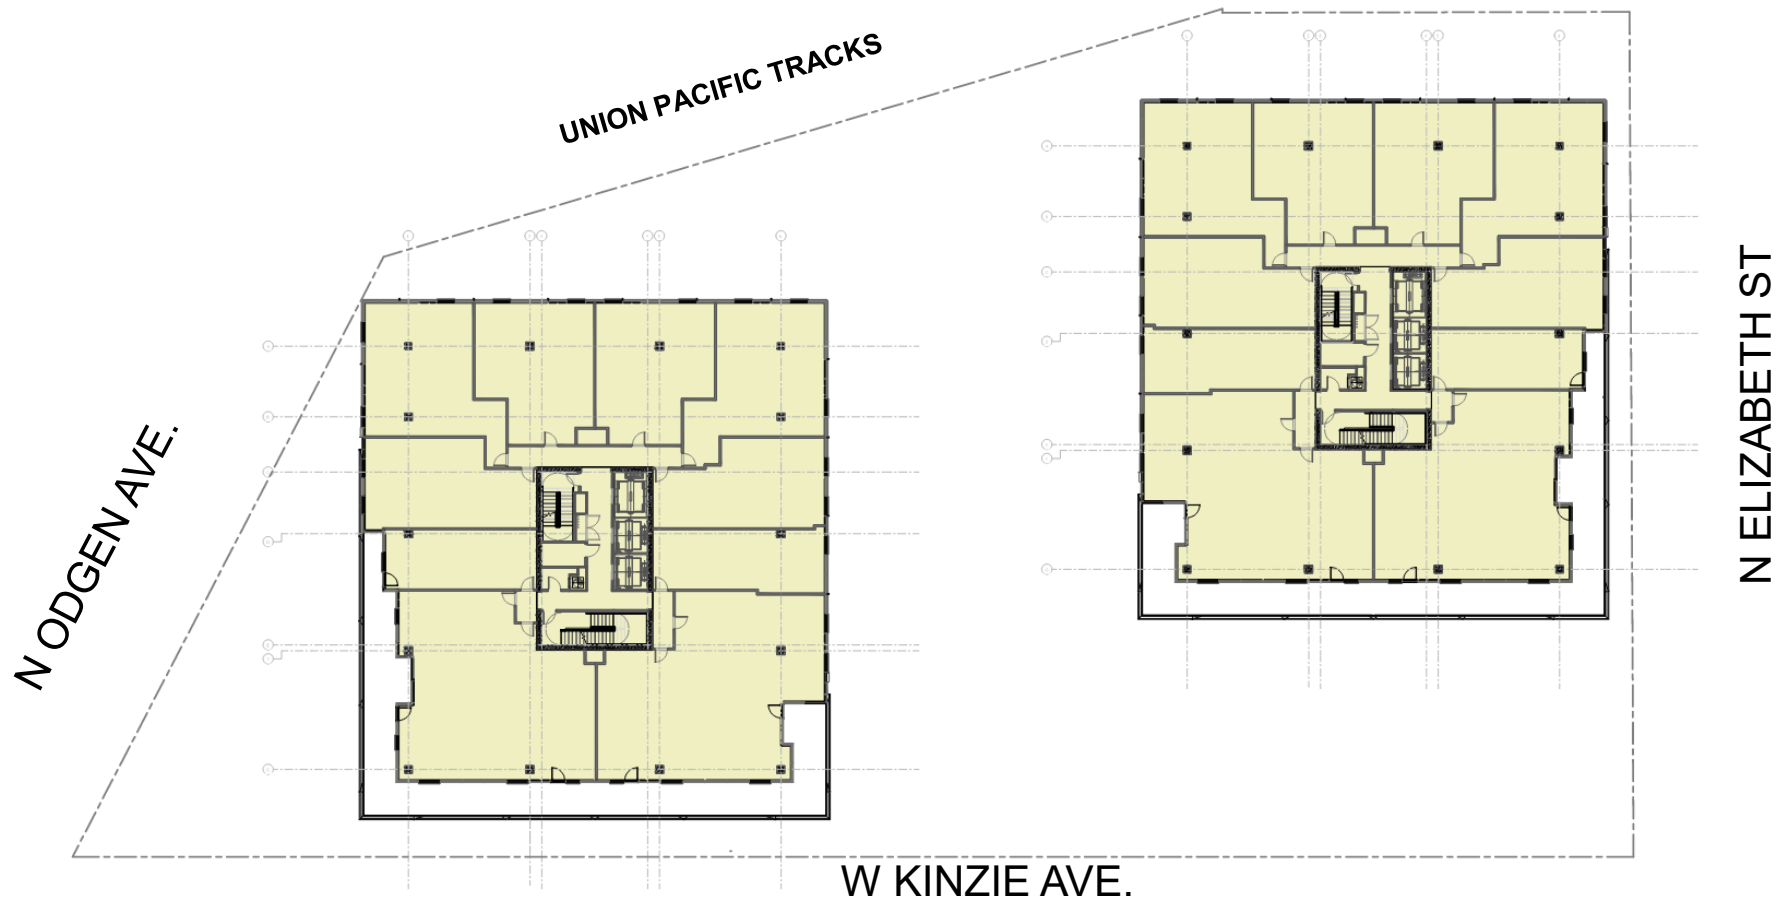 UNION PACIFIC TRACKS
N ODGEN AVE.
N ELIZABETH ST
W KINZIE AVE.